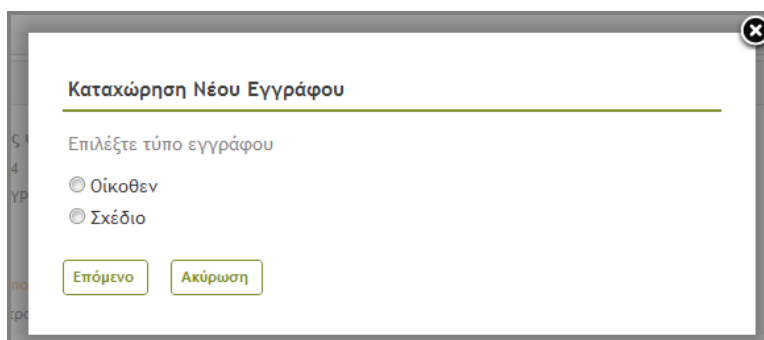 Καταχώρηση Νέου Εγγράφου
Επιλέξτε τύπο εγγράφου
Οίκοθεν
Σχέδιο
Επόμενο Ακύρωση